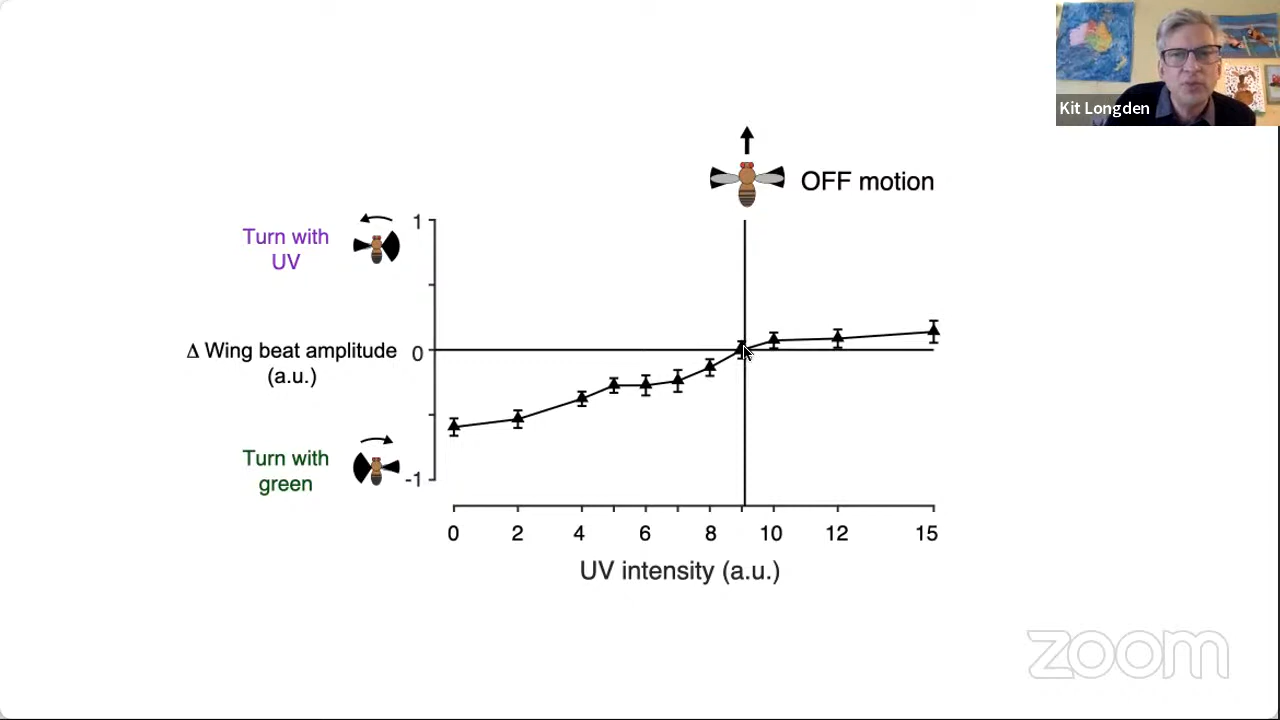 Kit Longden
OFF motion
1
Turn with
UV
Δ Wing beat amplitude
(a.u.)
0
Turn with
green
-1
0 2 4 6 8 10 12 15
UV intensity (a.u.)
zoom